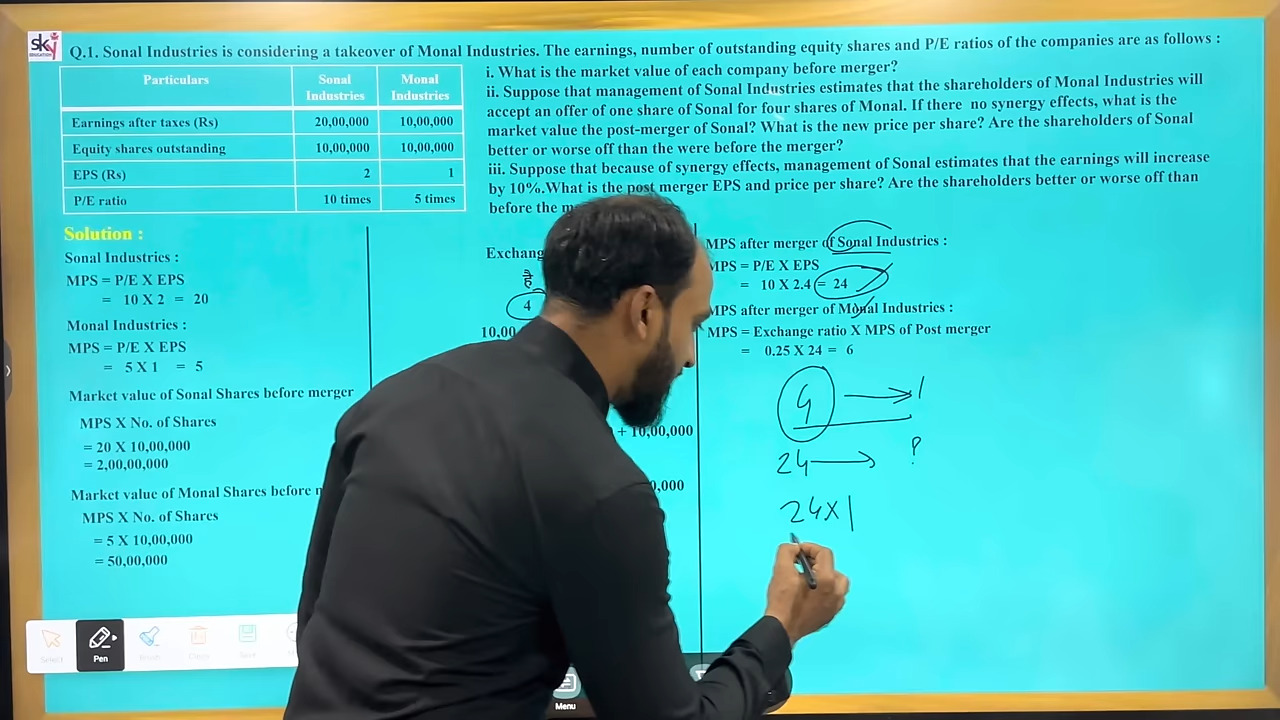 sky
EDUCATION
Q.1. Sonal Industries is considering a takeover of Monal Industries. The earnings, number of outstanding equity shares and P/E ratios of the companies are as follows :
Particulars Sonal Industries Monal Industries
Earnings after taxes (Rs) 20,00,000 10,00,000
Equity shares outstanding 10,00,000 10,00,000
EPS (Rs) 2 1
P/E ratio 10 times 5 times
i. What is the market value of each company before merger?
ii. Suppose that management of Sonal Industries estimates that the shareholders of Monal Industries will
accept an offer of one share of Sonal for four shares of Monal. If there no synergy effects, what is the
market value the post-merger of Sonal? What is the new price per share? Are the shareholders of Sonal
better or worse off than the were before the merger?
iii. Suppose that because of synergy effects, management of Sonal estimates that the earnings will increase
by 10%.What is the post merger EPS and price per share? Are the shareholders better or worse off than
before the m
Solution :
Sonal Industries :
MPS = P/E X EPS
= 10 X 2 = 20
Monal Industries :
MPS = P/E X EPS
= 5 X 1 = 5
Market value of Sonal Shares before merger
MPS X No. of Shares
= 20 X 10,00,000
= 2,00,00,000
Market value of Monal Shares before
MPS X No. of Shares
= 5 X 10,00,000
= 50,00,000
Exchang
4
10,00
+ 10,00,000
0,000
MPS after merger of Sonal Industries :
MPS = P/E X EPS
= 10 X 2.4 = 24
MPS after merger of Monal Industries :
MPS = Exchange ratio X MPS of Post merger
= 0.25 X 24 = 6
4 → 1
24 → ?
24 X 1
Select
Pen
Menu